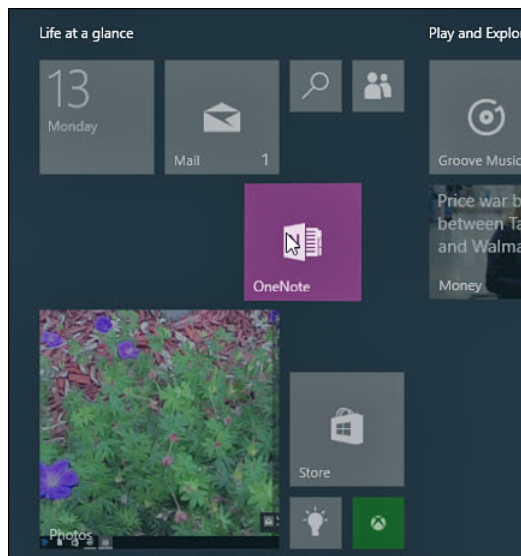 Life at a glance
Play and Explor
13
Monday
Mail 1
Groove Music
OneNote
Price war b
between Ta
and Walma
Money
Store
Photos